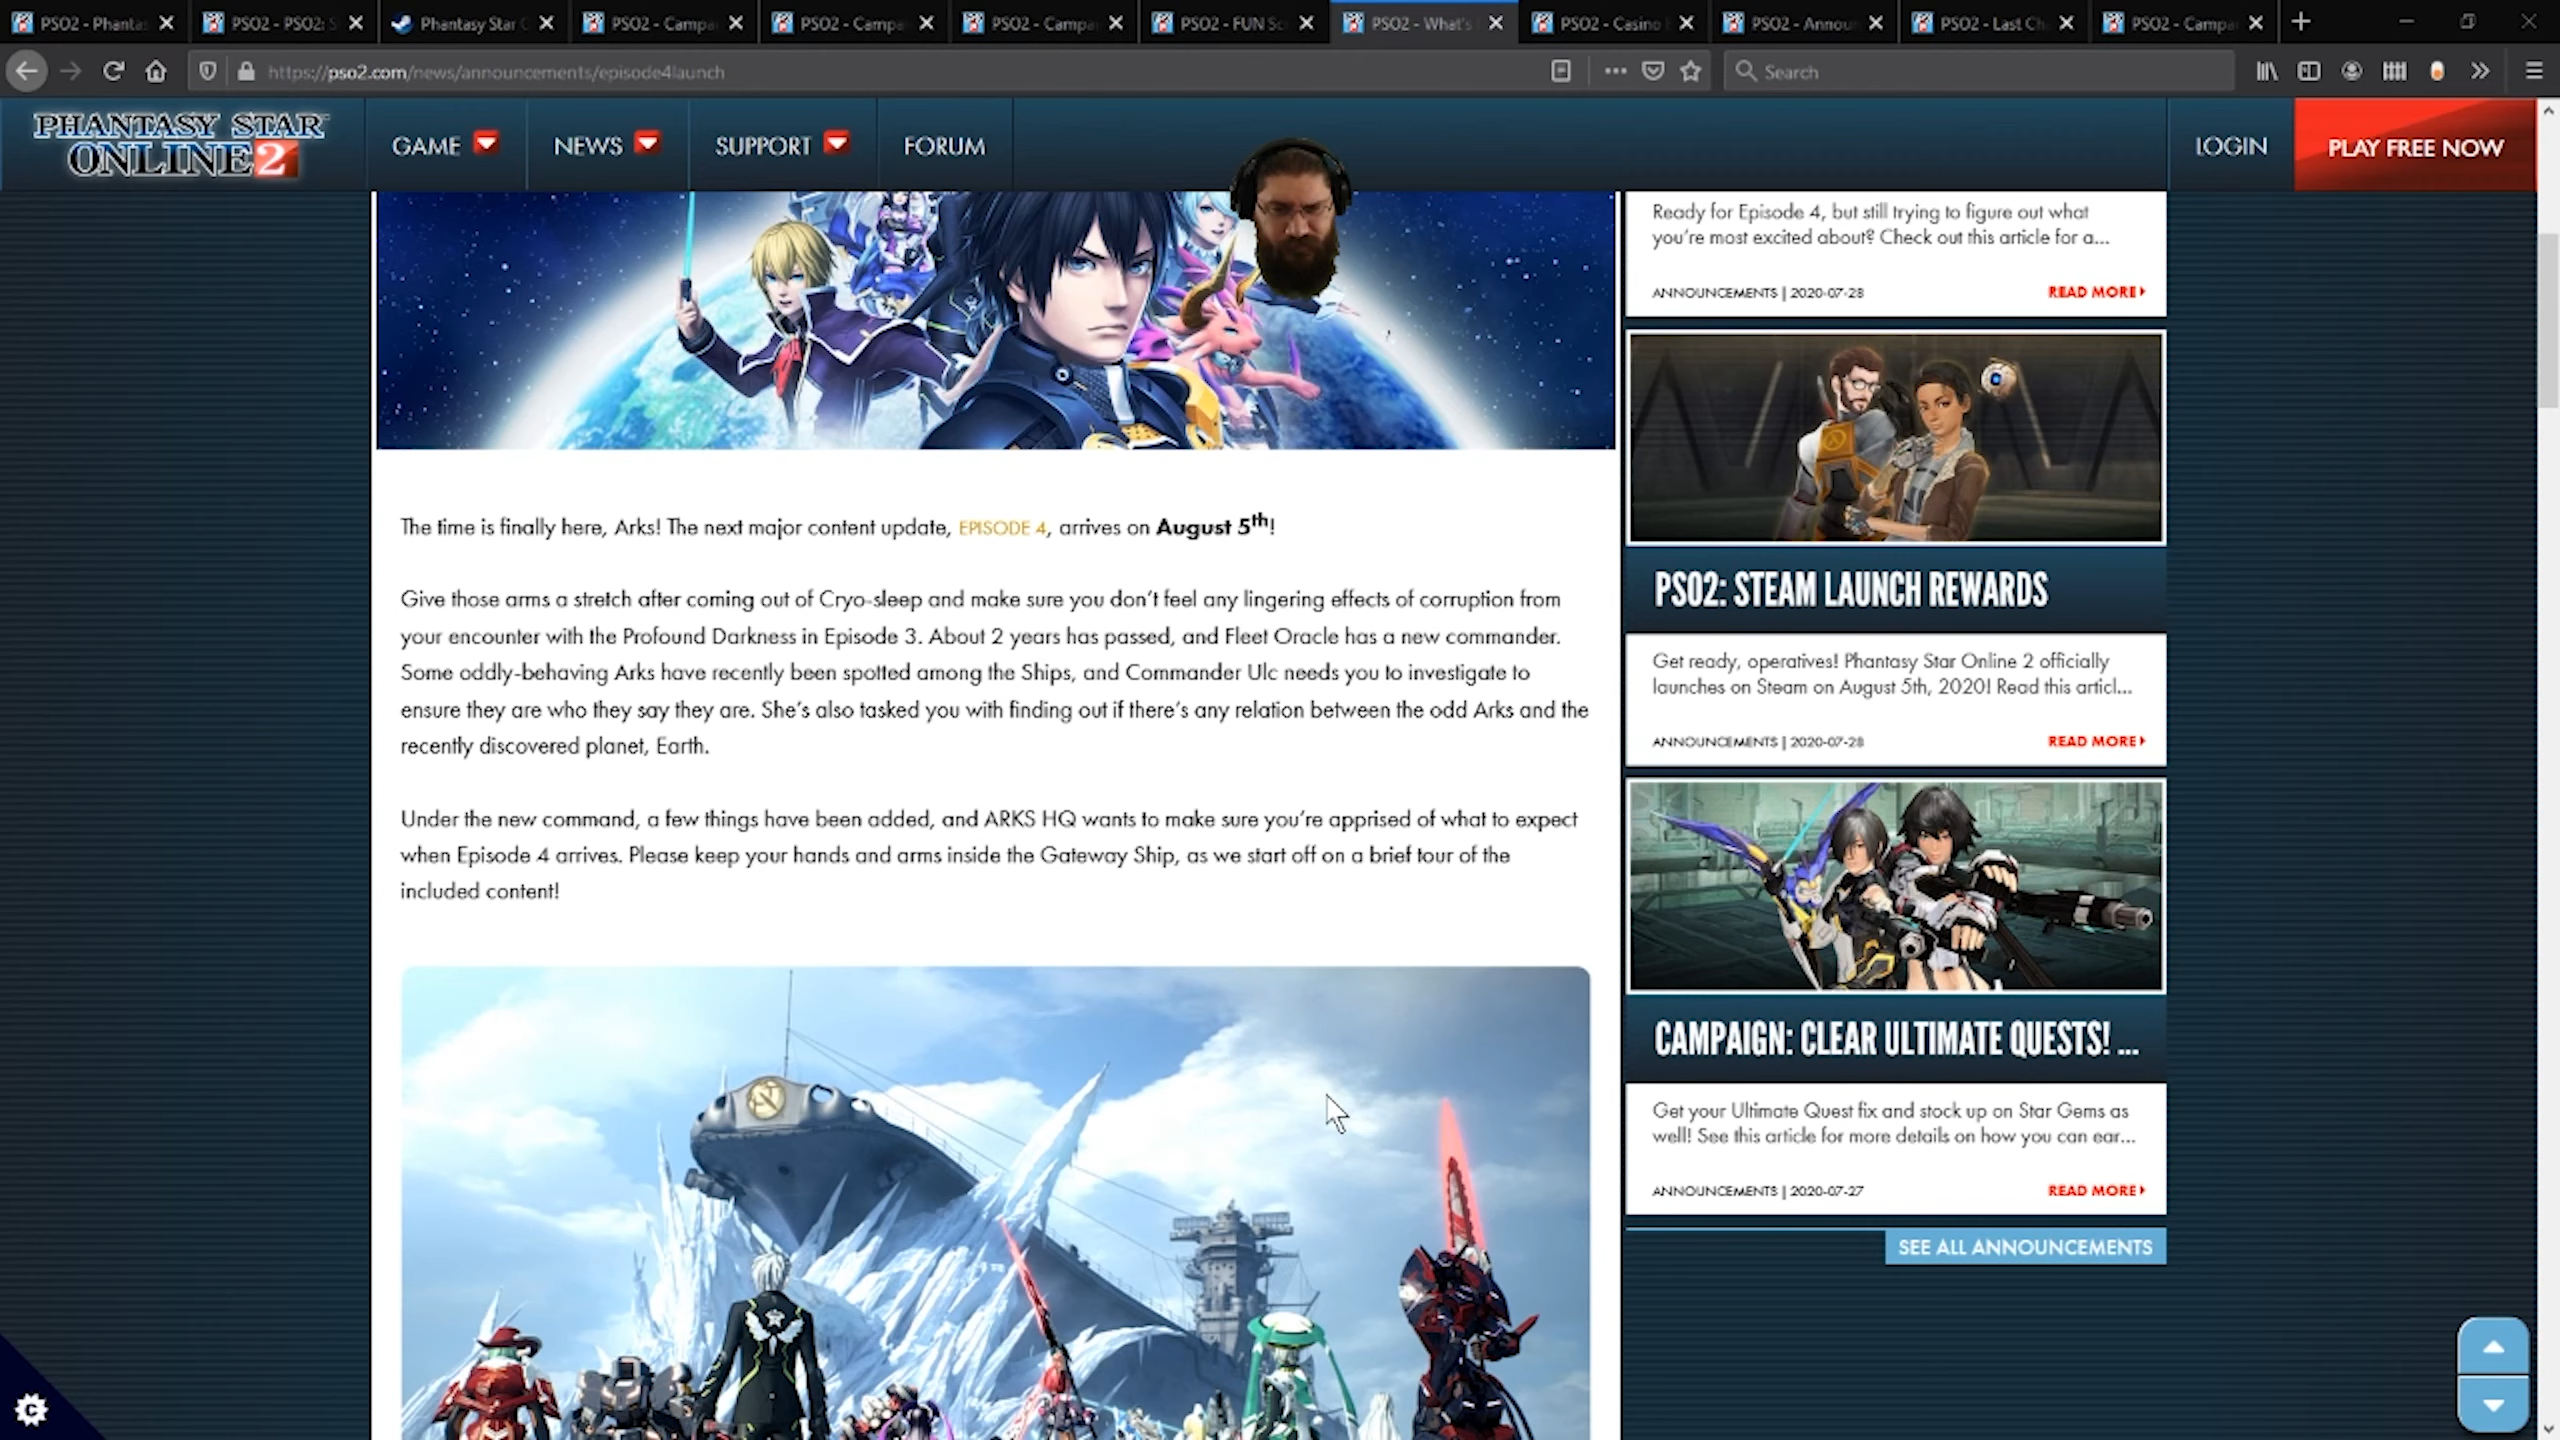 PSO2 - Phanta
PSO2 - PSO2: S
Phantasy Star O
PSO2 - Campa
PSO2 - Campa
PSO2 - Campa
PSO2 - FUN Sc
PSO2 - What's
PSO2 - Casino
PSO2 - Announ
PSO2 - Last Ch
PSO2 - Campa
https://pso2.com/news/announcements/episode4launch
Search
PHANTASY STAR
ONLINE 2
GAME
NEWS
SUPPORT
FORUM
LOGIN
PLAY FREE NOW
The time is finally here, Arks! The next major content update, EPISODE 4, arrives on August 5th!
Give those arms a stretch after coming out of Cryo-sleep and make sure you don't feel any lingering effects of corruption from
your encounter with the Profound Darkness in Episode 3. About 2 years has passed, and Fleet Oracle has a new commander.
Some oddly-behaving Arks have recently been spotted among the Ships, and Commander Ulc needs you to investigate to
ensure they are who they say they are. She's also tasked you with finding out if there's any relation between the odd Arks and the
recently discovered planet, Earth.
Under the new command, a few things have been added, and ARKS HQ wants to make sure you're apprised of what to expect
when Episode 4 arrives. Please keep your hands and arms inside the Gateway Ship, as we start off on a brief tour of the
included content!
Ready for Episode 4, but still trying to figure out what
you're most excited about? Check out this article for a...
ANNOUNCEMENTS | 2020-07-28
READ MORE
PSO2: STEAM LAUNCH REWARDS
Get ready, operatives! Phantasy Star Online 2 officially
launches on Steam on August 5th, 2020! Read this articl...
ANNOUNCEMENTS | 2020-07-28
READ MORE
CAMPAIGN: CLEAR ULTIMATE QUESTS! ...
Get your Ultimate Quest fix and stock up on Star Gems as
well! See this article for more details on how you can ear...
ANNOUNCEMENTS | 2020-07-27
READ MORE
SEE ALL ANNOUNCEMENTS